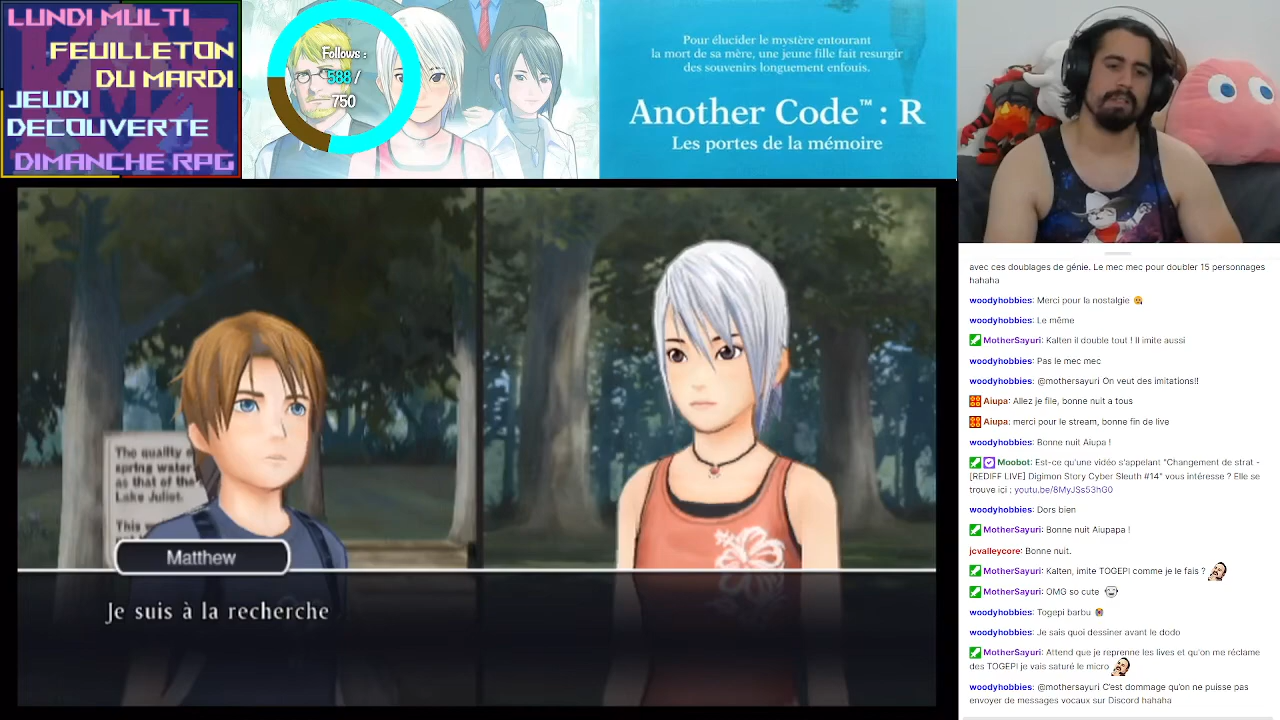 LUNDI MULTI
FEUILLETON
DU MARDI
JEUDI
DECOUVERTE
DIMANCHE RPG
Follows :
588 /
750
Pour élucider le mystère entourant
la mort de sa mère, une jeune fille fait resurgir
des souvenirs longuement enfouis.
Another Code™ : R
Les portes de la mémoire
The quality o
spring water
as that of the
Lake Juliet.
This w
Matthew
Je suis à la recherche
avec ces doublages de génie. Le mec mec pour doubler 15 personnages
hahaha
woodyhobbies: Merci pour la nostalgie
woodyhobbies: Le même
MotherSayuri: Kalten il double tout ! Il imite aussi
woodyhobbies: Pas le mec mec
woodyhobbies: @mothersayuri On veut des imitations!!
Aiupa: Allez je file, bonne nuit a tous
Aiupa: merci pour le stream, bonne fin de live
woodyhobbies: Bonne nuit Aiupa !
Moobot: Est-ce qu'une vidéo s'appelant "Changement de strat -
[REDIFF LIVE] Digimon Story Cyber Sleuth #14" vous intéresse ? Elle se
trouve ici : youtu.be/6MyJSs53hG0
woodyhobbies: Dors bien
MotherSayuri: Bonne nuit Aiupapa !
jcvalleycore: Bonne nuit.
MotherSayuri: Kalten, imite TOGEPI comme je le fais ?
MotherSayuri: OMG so cute
woodyhobbies: Togepi barbu
woodyhobbies: Je sais quoi dessiner avant le dodo
MotherSayuri: Attend que je reprenne les lives et qu'on me réclame
des TOGEPI je vais saturé le micro
woodyhobbies: @mothersayuri C'est dommage qu'on ne puisse pas
envoyer de messages vocaux sur Discord hahaha